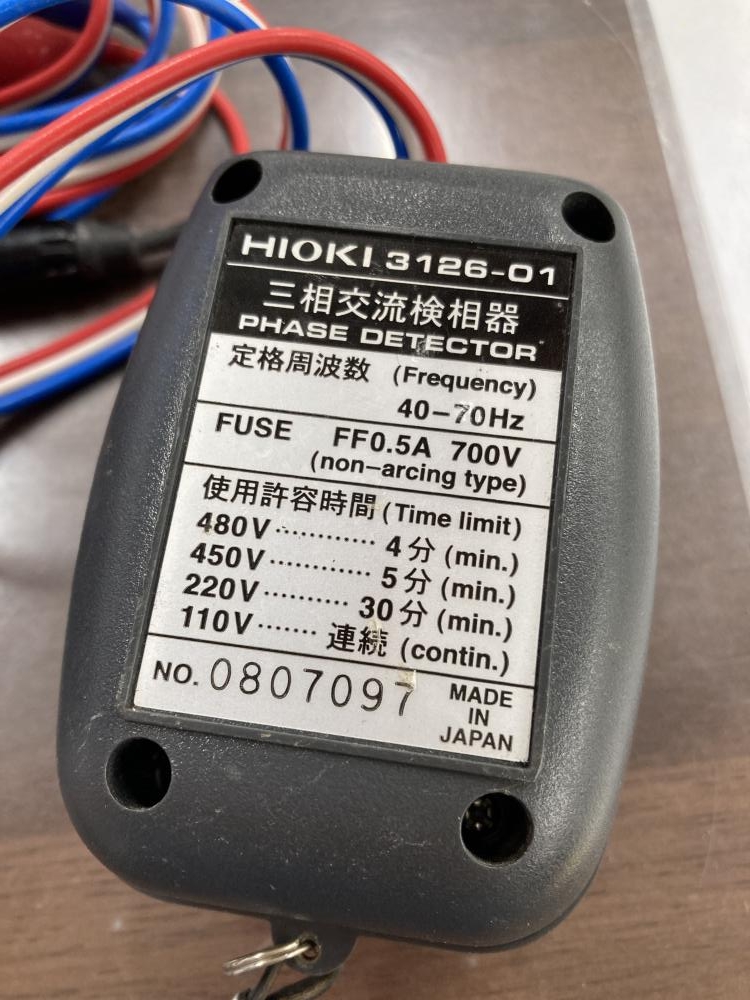 HIOKI 3126-01
三相交流検相器
PHASE DETECTOR
定格周波数 (Frequency)
40-70Hz
FUSE FF0.5A 700V
(non-arcing type)
使用許容時間 (Time limit)
480V............ 4分 (min.)
450V............ 5分 (min.)
220V.......... 30分 (min.)
110V....... 連続 (contin.)
NO. 0807097
MADE
IN
JAPAN